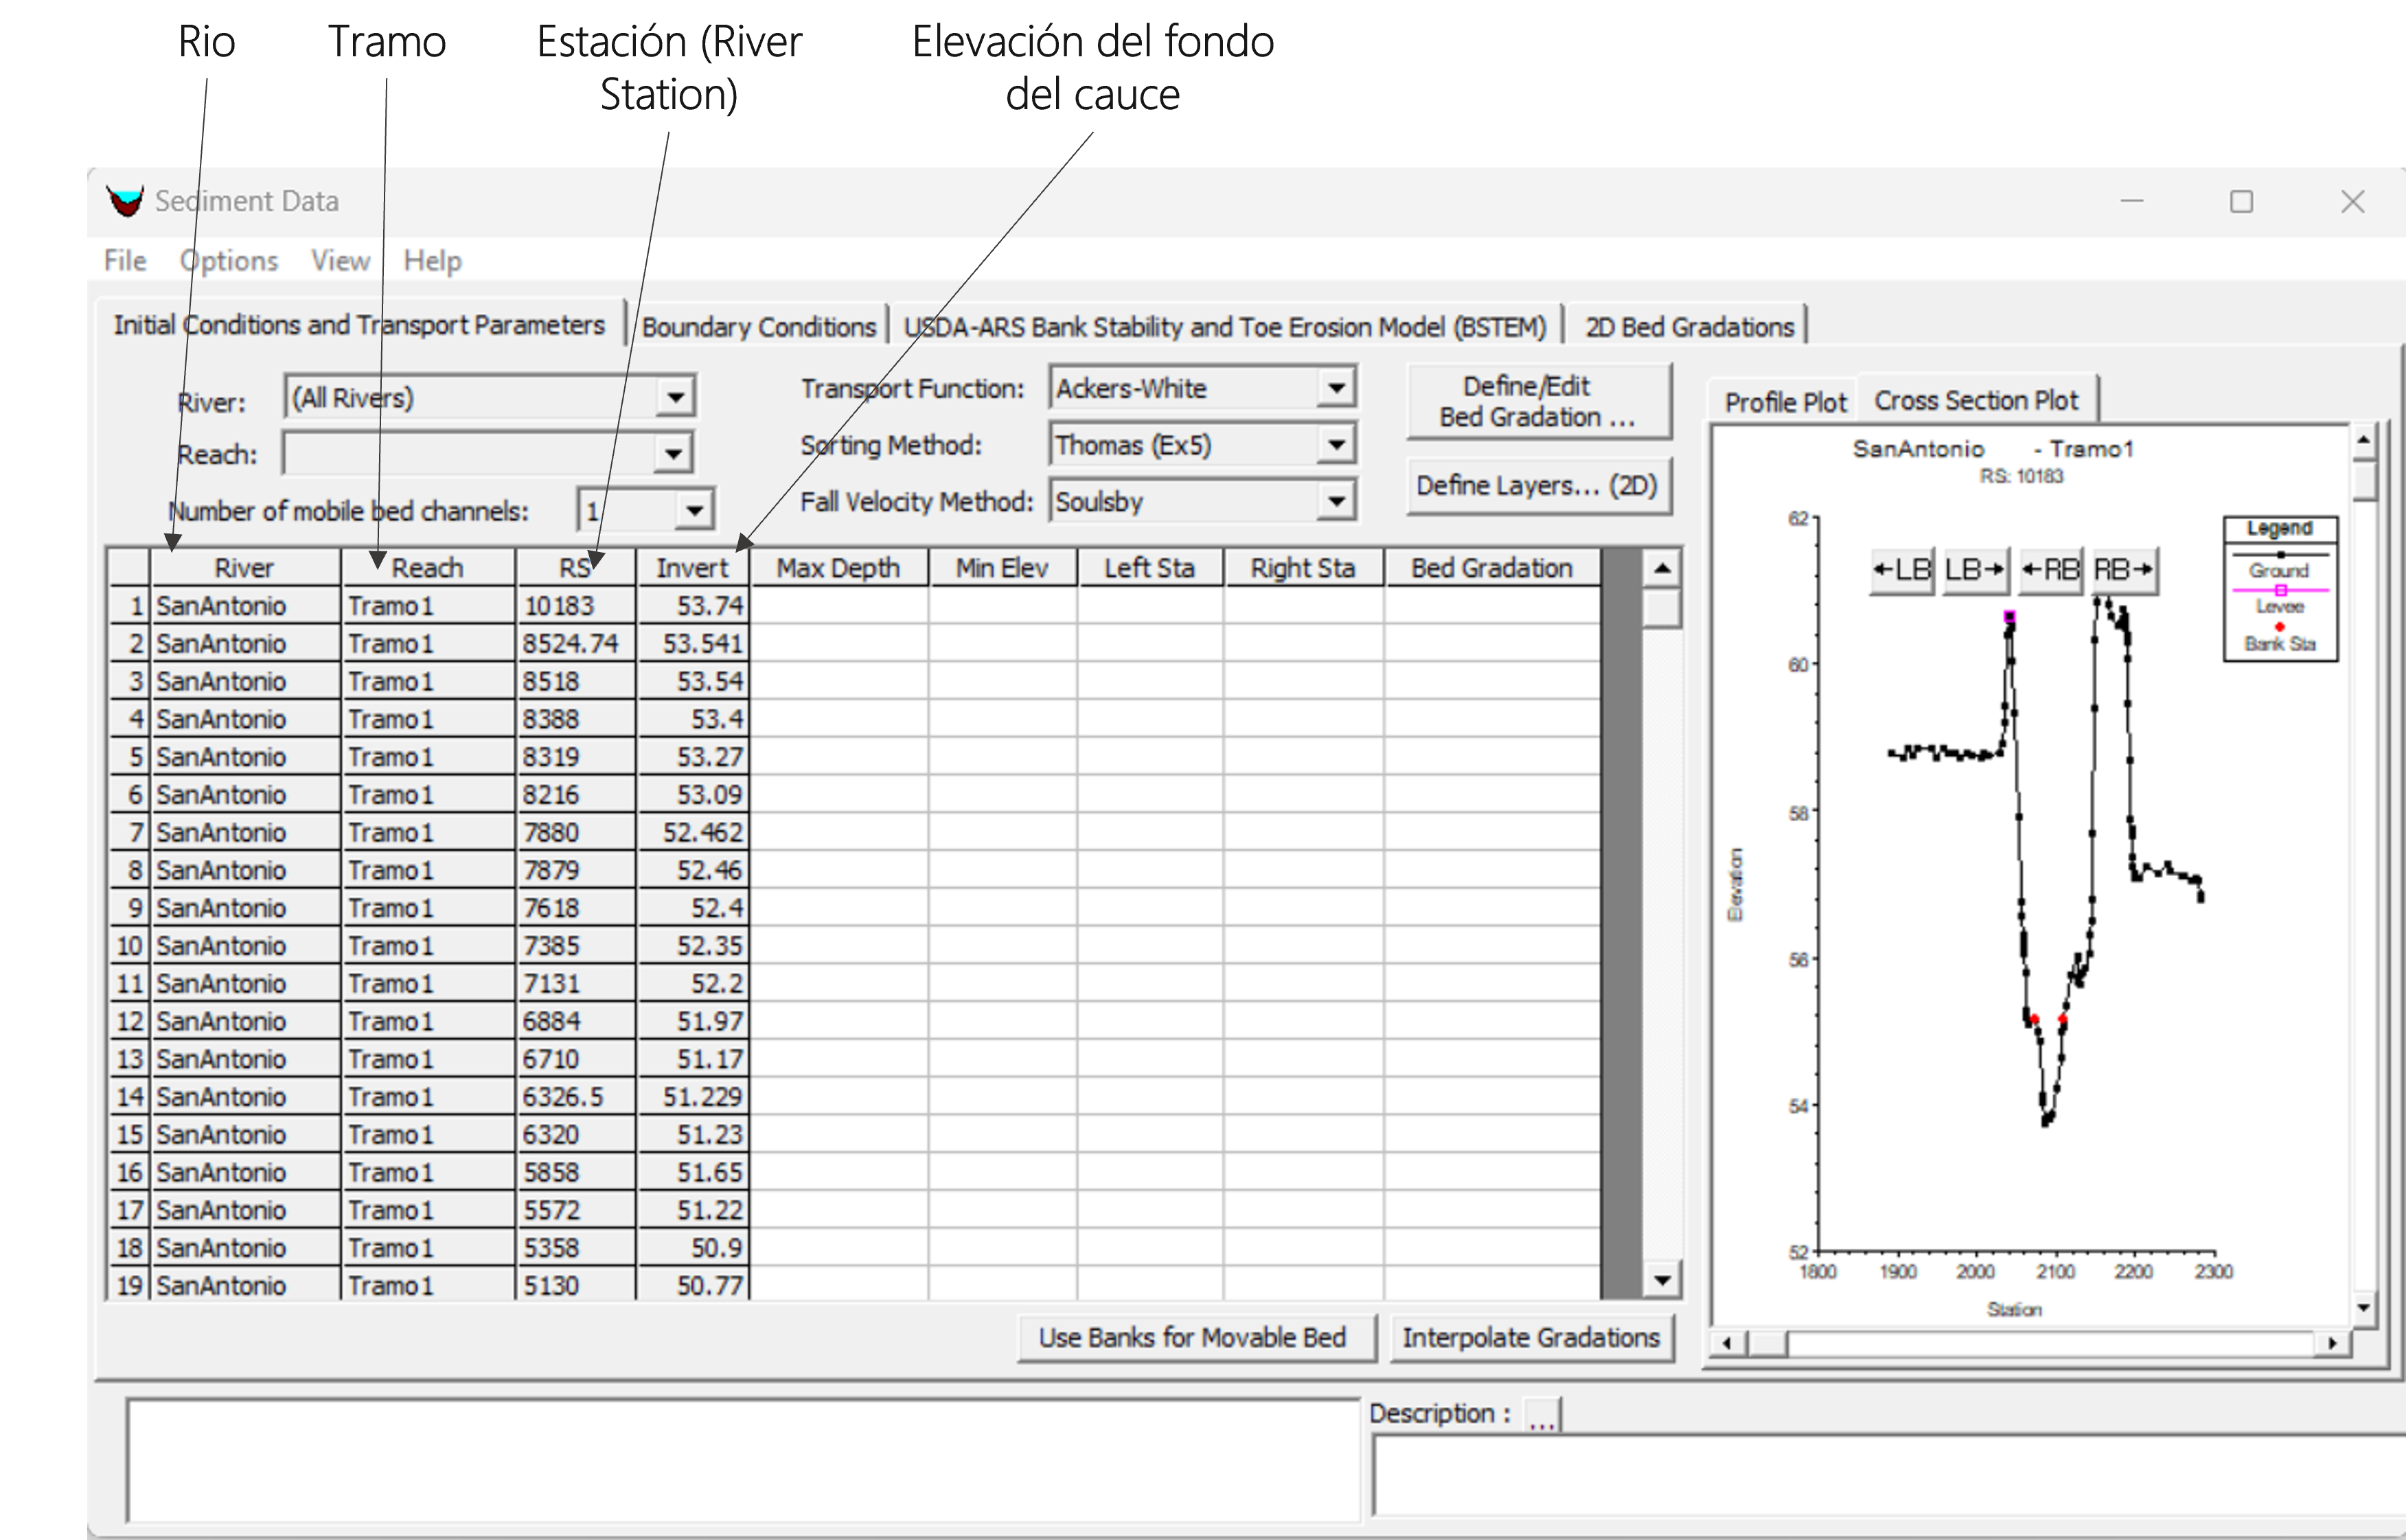 Rio
Tramo
Estación (River
Station)
Elevación del fondo
del cauce
Sediment Data
File Options View Help
Initial Conditions and Transport Parameters
Boundary Conditions
USDA-ARS Bank Stability and Toe Erosion Model (BSTEM)
2D Bed Gradations
River: (All Rivers)
Reach:
Number of mobile bed channels: 1
Transport Function: Ackers-White
Sorting Method: Thomas (Ex5)
Fall Velocity Method: Soulsby
Define/Edit
Bed Gradation ...
Define Layers... (2D)
River Reach RS Invert Max Depth Min Elev Left Sta Right Sta Bed Gradation
1 SanAntonio Tramo1 10183 53.74
2 SanAntonio Tramo1 8524.74 53.541
3 SanAntonio Tramo1 8518 53.54
4 SanAntonio Tramo1 8388 53.4
5 SanAntonio Tramo1 8319 53.27
6 SanAntonio Tramo1 8216 53.09
7 SanAntonio Tramo1 7880 52.462
8 SanAntonio Tramo1 7879 52.46
9 SanAntonio Tramo1 7618 52.4
10 SanAntonio Tramo1 7385 52.35
11 SanAntonio Tramo1 7131 52.2
12 SanAntonio Tramo1 6884 51.97
13 SanAntonio Tramo1 6710 51.17
14 SanAntonio Tramo1 6326.5 51.229
15 SanAntonio Tramo1 6320 51.23
16 SanAntonio Tramo1 5858 51.65
17 SanAntonio Tramo1 5572 51.22
18 SanAntonio Tramo1 5358 50.9
19 SanAntonio Tramo1 5130 50.77
Use Banks for Movable Bed
Interpolate Gradations
Profile Plot
Cross Section Plot
SanAntonio - Tramo1
RS: 10183
←LB LB→ ←RB RB→
Legend
Ground
Levee
Bank Sta
62
60
58
56
54
52
Elevation
1800 1900 2000 2100 2200 2300
Station
Description : ...